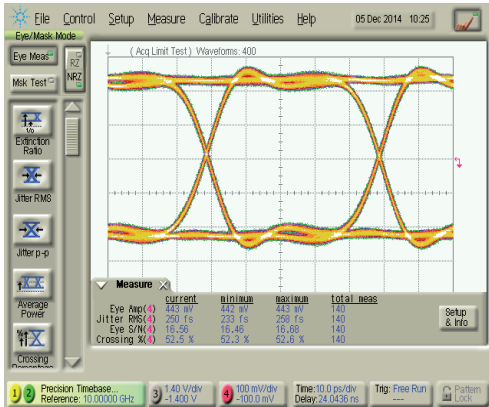 File Control Setup Measure Calibrate Utilities Help 05 Dec 2014 10:25
Eye/Mask Mode
Eye Meas
RZ
NRZ
Msk Test
( Acq Limit Test ) Waveforms: 400
Extinction
Ratio
Jitter RMS
Jitter p-p
Average
Power
Crossing
Percentage
Measure
current minimum maximum total meas
Eye Amp(4) 443 mV 442 mV 443 mV 140
Jitter RMS(4) 250 fs 233 fs 258 fs 140
Eye S/N(4) 16.56 16.46 16.68 140
Crossing %(4) 52.5 % 52.3 % 52.6 % 140
Setup
& Info
1 2 Precision Timebase...
Reference: 10.00000 GHz
3 1.40 V/div
-1.400 V
4 100 mV/div
-100.0 mV
Time:10.0 ps/div
Delay:24.0436 ns
Trig: Free Run
---
Pattern
Lock